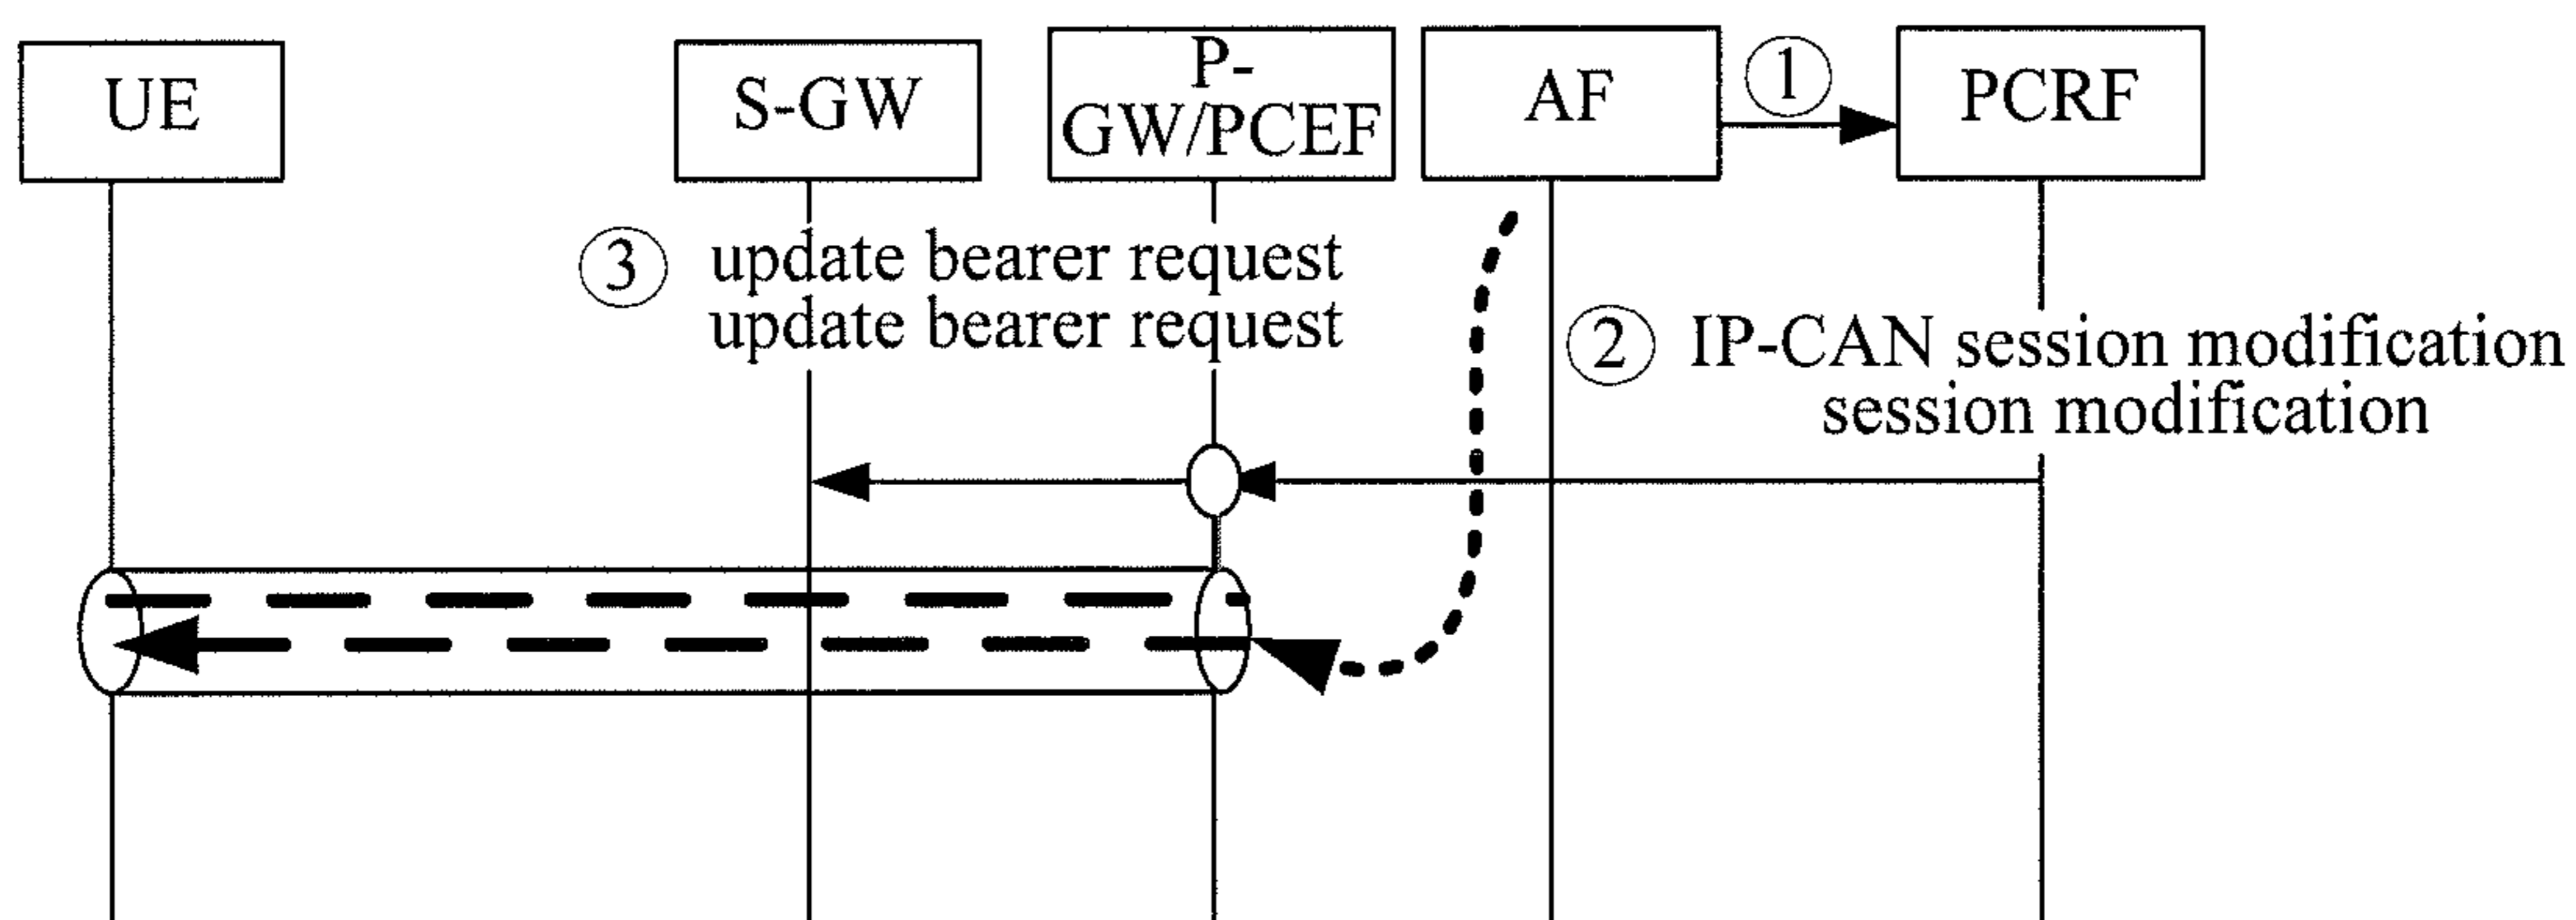 UE
S-GW
P-
GW/PCEF
AF
①
PCRF
③ update bearer request
update bearer request
② IP-CAN session modification
session modification